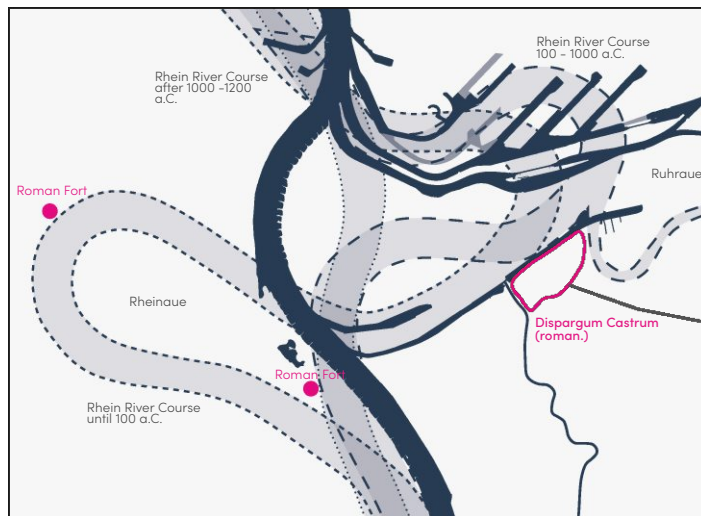 Rhein River Course
after 1000 -1200
a.C.
Rhein River Course
100 - 1000 a.C.
Ruhraue
Roman Fort
Rheinaue
Dispargum Castrum
(roman.)
Roman Fort
Rhein River Course
until 100 a.C.